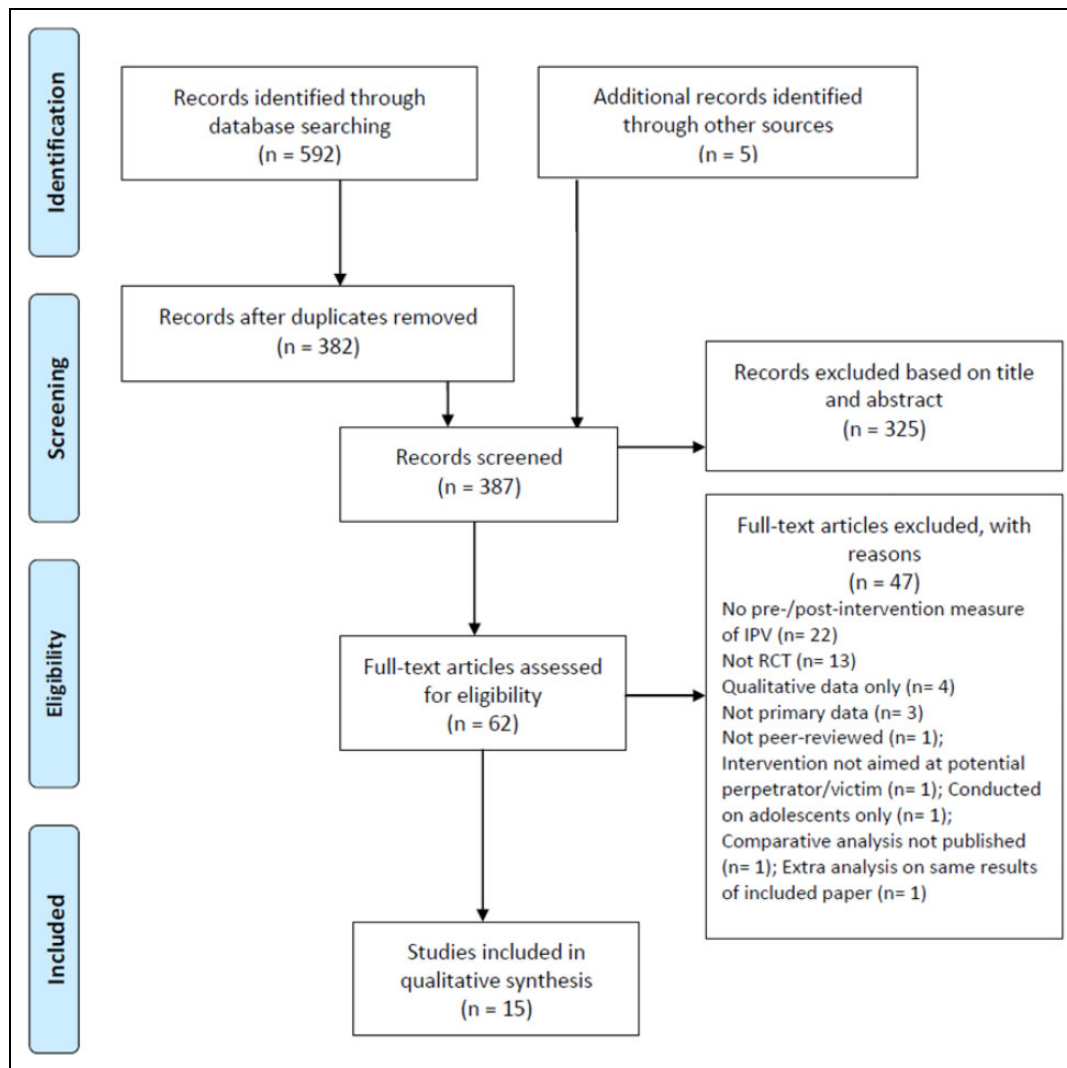 Identification
Records identified through
database searching
(n = 592)
Additional records identified
through other sources
(n = 5)
Screening
Records after duplicates removed
(n = 382)
Records screened
(n = 387)
Records excluded based on title
and abstract
(n = 325)
Eligibility
Full-text articles assessed
for eligibility
(n = 62)
Full-text articles excluded, with
reasons
(n = 47)
No pre-/post-intervention measure
of IPV (n= 22)
Not RCT (n= 13)
Qualitative data only (n= 4)
Not primary data (n= 3)
Not peer-reviewed (n= 1);
Intervention not aimed at potential
perpetrator/victim (n= 1); Conducted
on adolescents only (n= 1);
Comparative analysis not published
(n= 1); Extra analysis on same results
of included paper (n= 1)
Included
Studies included in
qualitative synthesis
(n = 15)